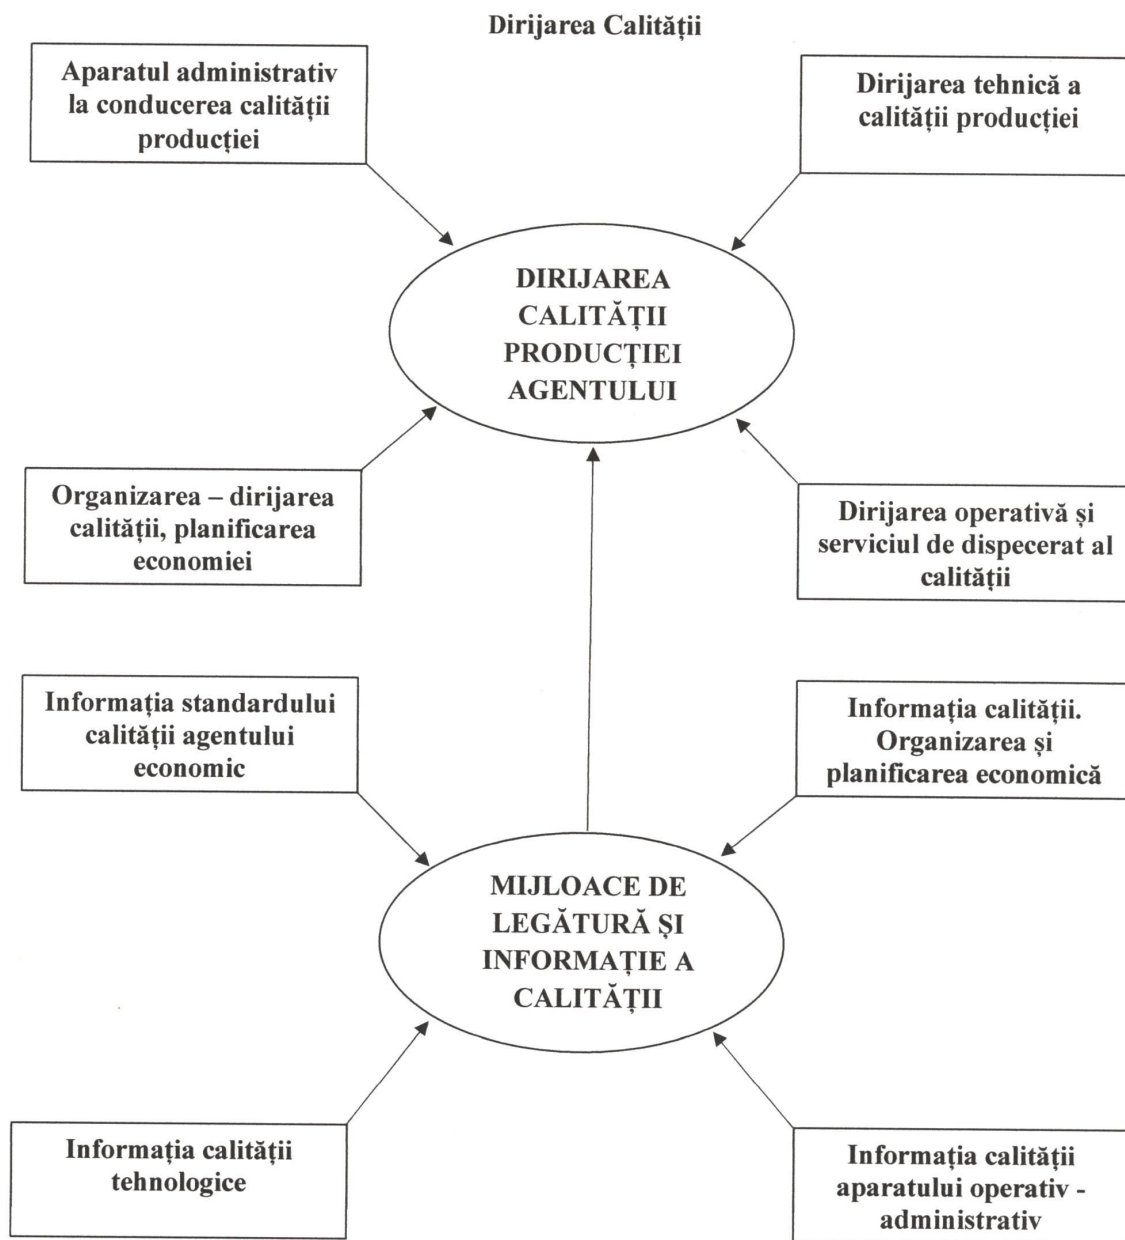 Dirijarea Calității
Aparatul administrativ
la conducerea calității
producției
Dirijarea tehnică a
calității producției
DIRIJAREA
CALITĂȚII
PRODUCȚIEI
AGENTULUI
Organizarea – dirijarea
calității, planificarea
economiei
Dirijarea operativă și
serviciul de dispecerat al
calității
Informația standardului
calității agentului
economic
Informația calității.
Organizarea și
planificarea economică
MIJLOACE DE
LEGĂTURĂ ȘI
INFORMAȚIE A
CALITĂȚII
Informația calității
tehnologice
Informația calității
aparatului operativ -
administrativ